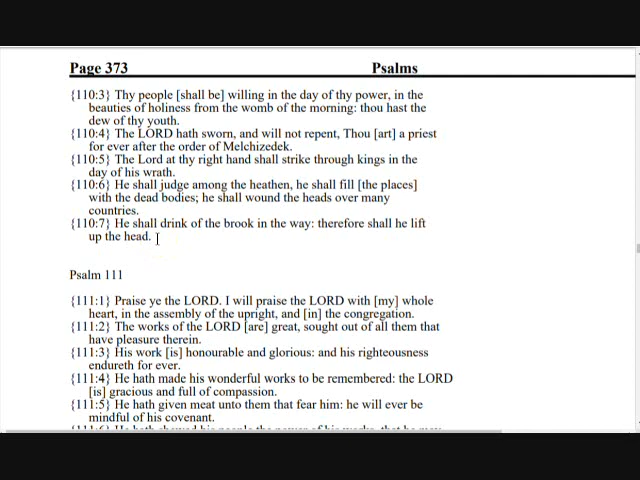 Page 373 Psalms
{110:3} Thy people [shall be] willing in the day of thy power, in the
beauties of holiness from the womb of the morning: thou hast the
dew of thy youth.
{110:4} The LORD hath sworn, and will not repent, Thou [art] a priest
for ever after the order of Melchizedek.
{110:5} The Lord at thy right hand shall strike through kings in the
day of his wrath.
{110:6} He shall judge among the heathen, he shall fill [the places]
with the dead bodies; he shall wound the heads over many
countries.
{110:7} He shall drink of the brook in the way: therefore shall he lift
up the head.
Psalm 111
{111:1} Praise ye the LORD. I will praise the LORD with [my] whole
heart, in the assembly of the upright, and [in] the congregation.
{111:2} The works of the LORD [are] great, sought out of all them that
have pleasure therein.
{111:3} His work [is] honourable and glorious: and his righteousness
endureth for ever.
{111:4} He hath made his wonderful works to be remembered: the LORD
[is] gracious and full of compassion.
{111:5} He hath given meat unto them that fear him: he will ever be
mindful of his covenant.